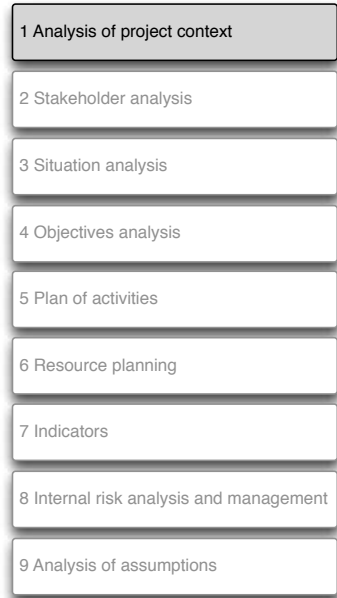 1 Analysis of project context
2 Stakeholder analysis
3 Situation analysis
4 Objectives analysis
5 Plan of activities
6 Resource planning
7 Indicators
8 Internal risk analysis and management
9 Analysis of assumptions